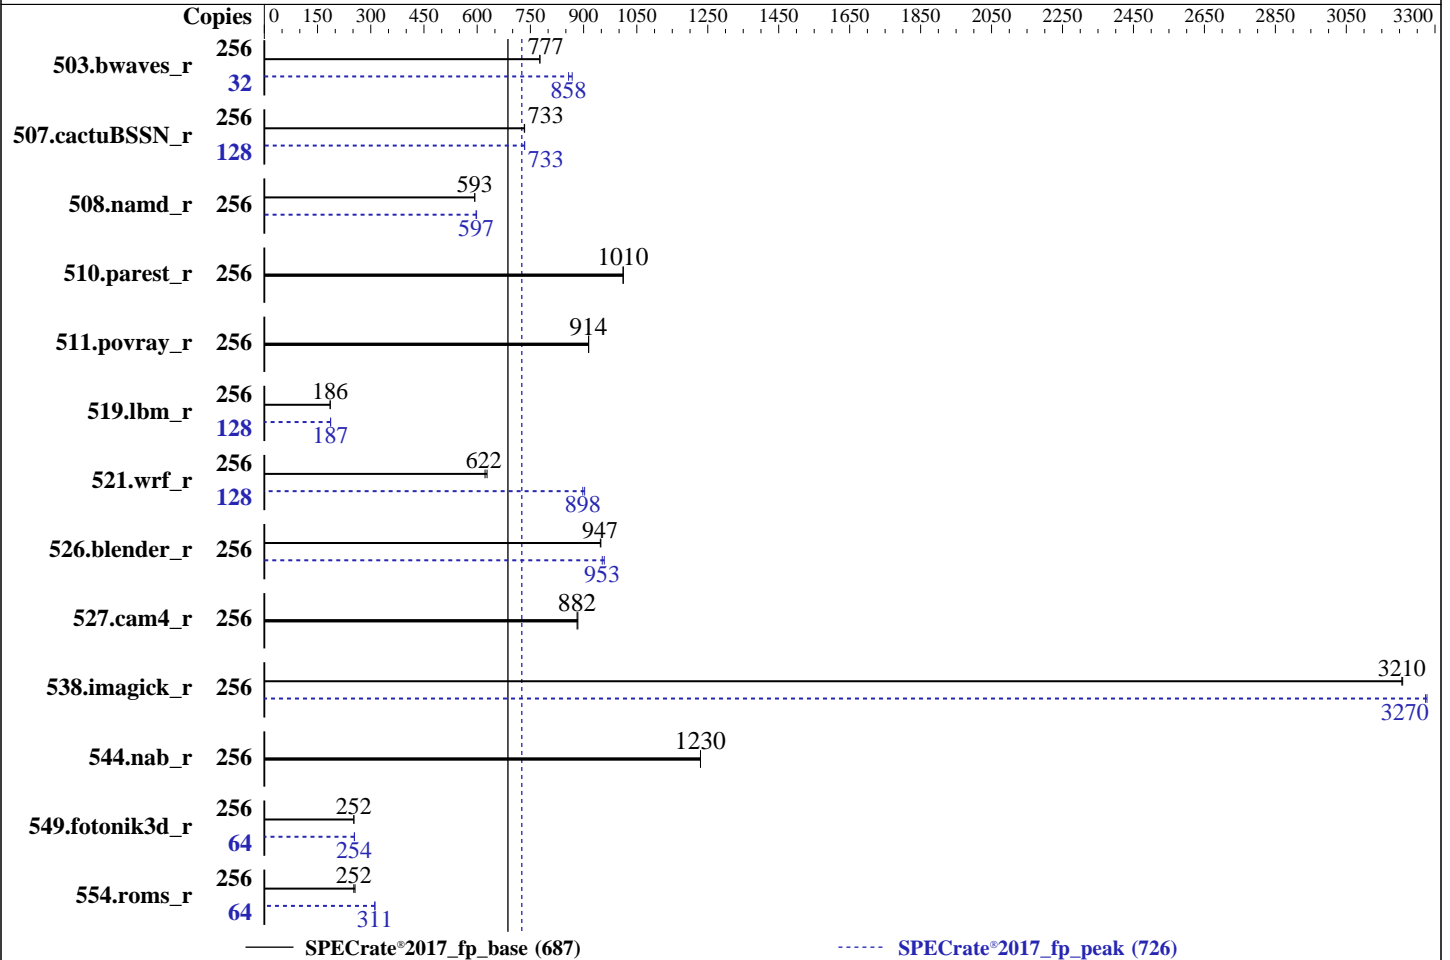 Copies 0 150 300 450 600 750 900 1050 1250 1450 1650 1850 2050 2250 2450 2650 2850 3050 3300
503.bwaves_r 256 777
32 858
507.cactuBSSN_r 256 733
128 733
508.namd_r 256 593
597
510.parest_r 256 1010
511.povray_r 256 914
519.lbm_r 256 186
128 187
521.wrf_r 256 622
128 898
526.blender_r 256 947
953
527.cam4_r 256 882
538.imagick_r 256 3210
3270
544.nab_r 256 1230
549.fotonik3d_r 256 252
64 254
554.roms_r 256 252
64 311
SPECrate®2017_fp_base (687) SPECrate®2017_fp_peak (726)